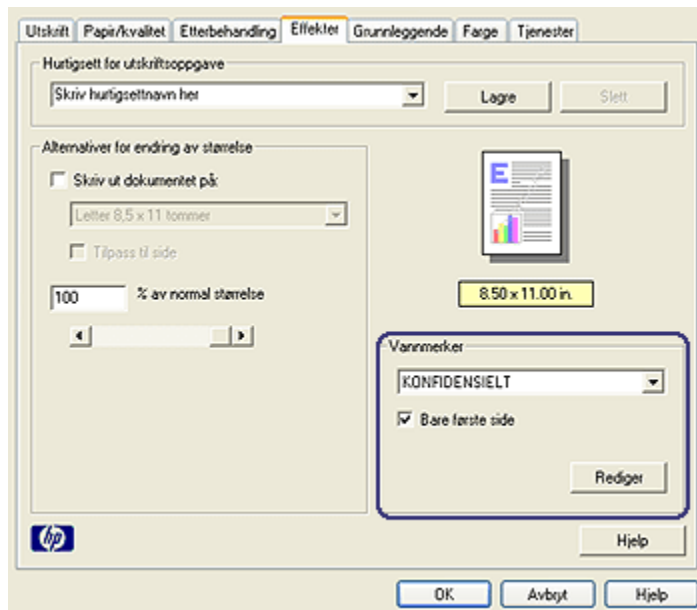 Utskrift Papir/kvalitet Etterbehandling Effekter Grunnleggende Farge Tjenester
Hurtigsett for utskriftsoppgave
Skriv hurtigsettnavn her Lagre Slett
Alternativer for endring av størrelse
Skriv ut dokumentet på:
Letter 8,5 x 11 tommer
Tilpass til side
100 % av normal størrelse
E
8.50 x 11.00 in.
Vannmerker
KONFIDENSIELT
Bare første side
Rediger
hp
Hjelp
OK Avbryt Hjelp